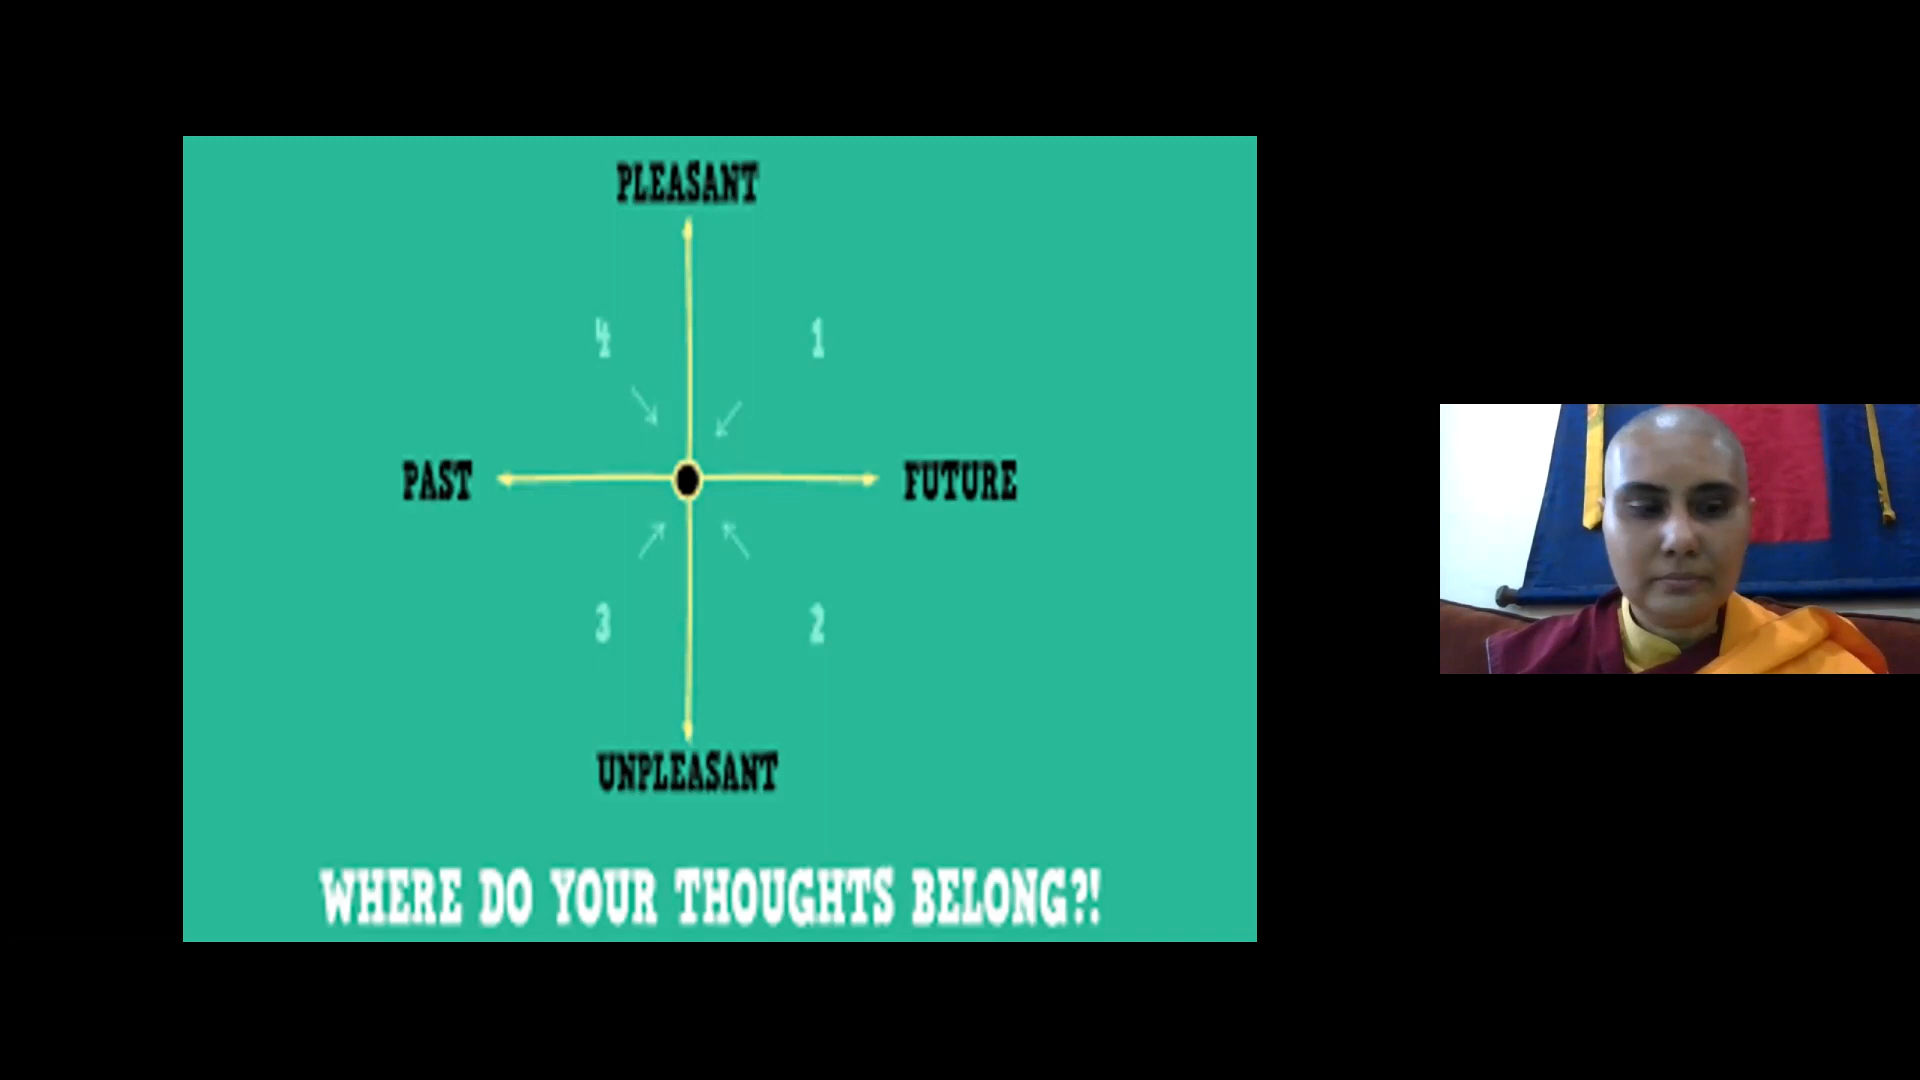 PLEASANT
4 1
PAST FUTURE
3 2
UNPLEASANT
WHERE DO YOUR THOUGHTS BELONG?!